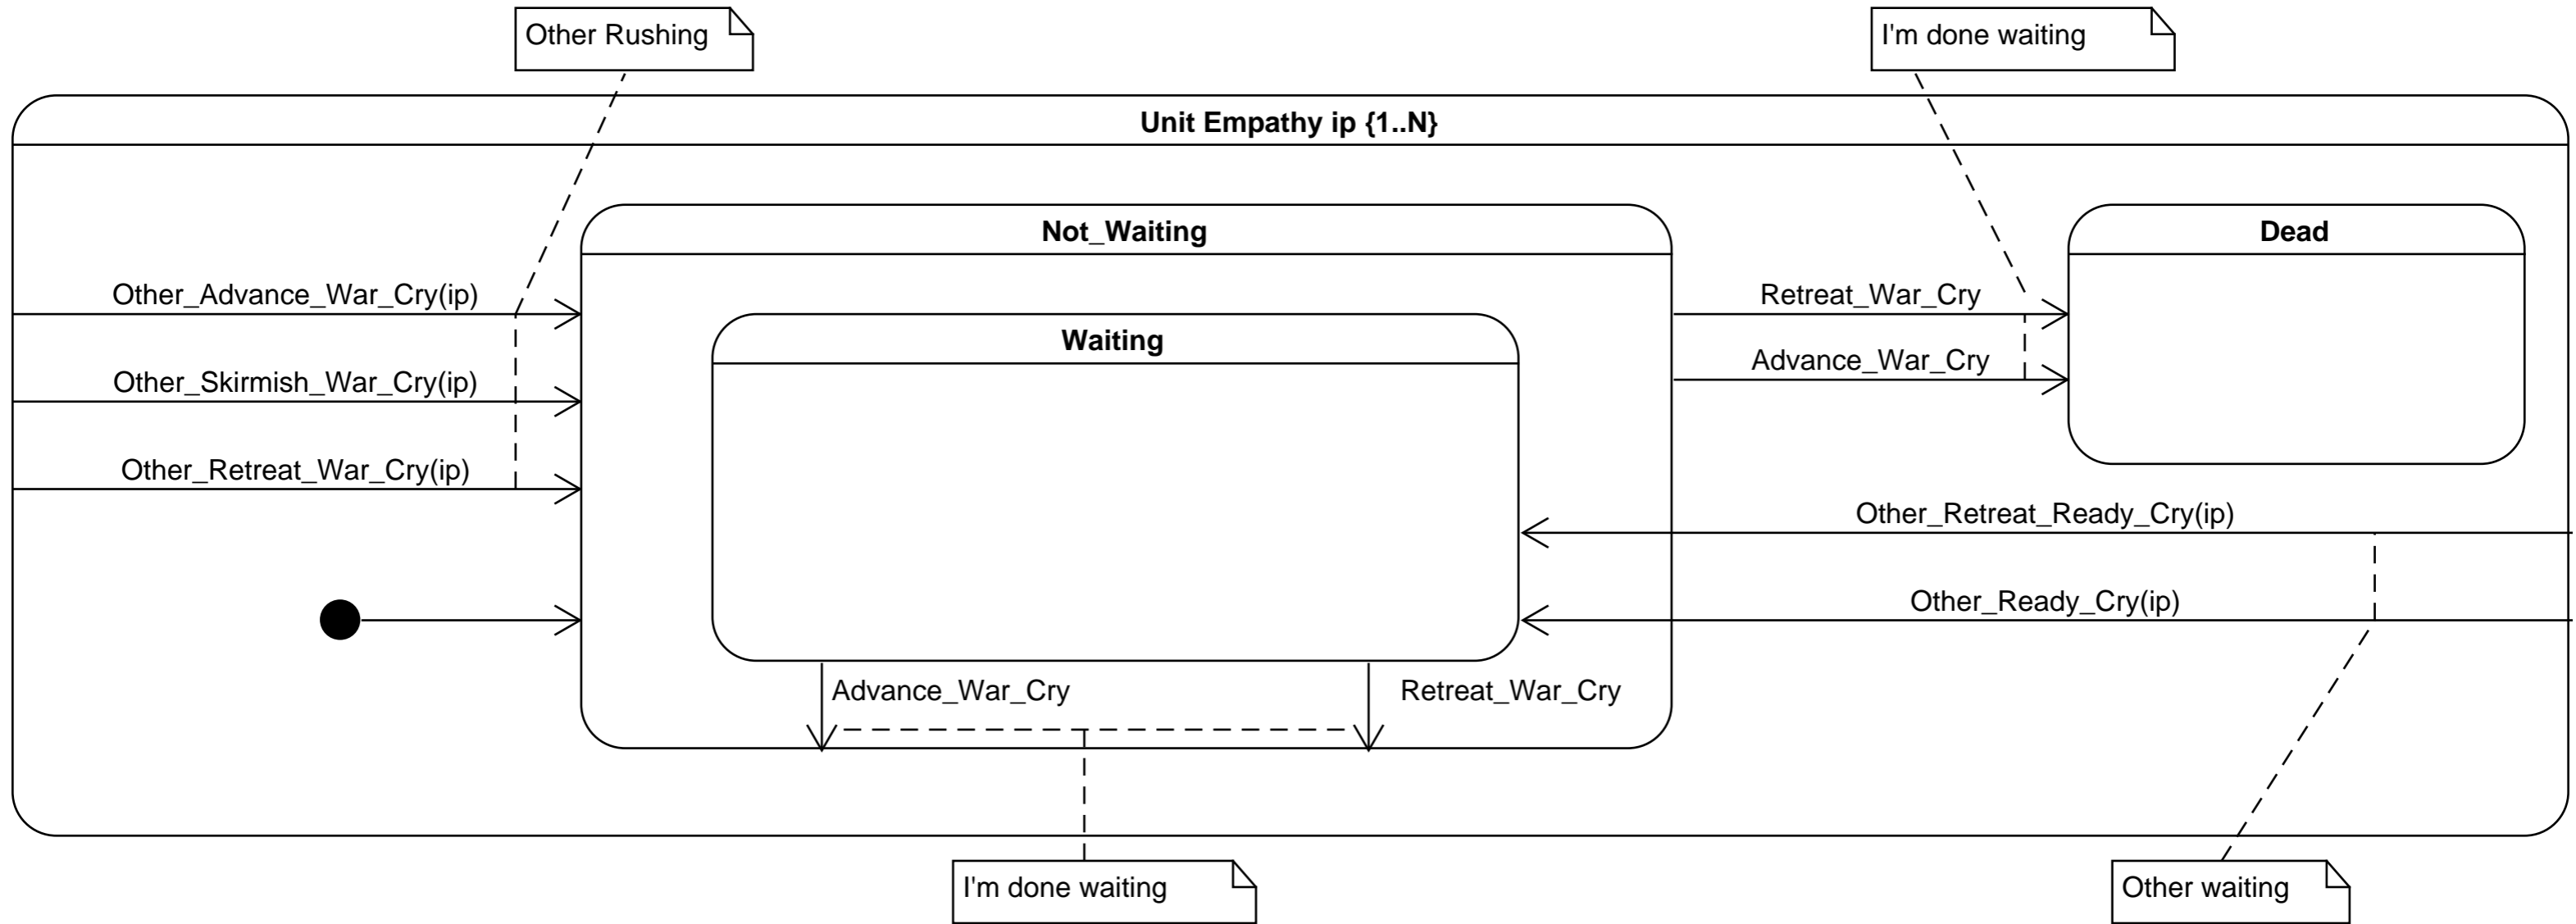 Other Rushing
I'm done waiting
Unit Empathy ip {1..N}
Not_Waiting
Dead
Other_Advance_War_Cry(ip)
Retreat_War_Cry
Waiting
Advance_War_Cry
Other_Skirmish_War_Cry(ip)
Other_Retreat_War_Cry(ip)
Other_Retreat_Ready_Cry(ip)
Other_Ready_Cry(ip)
Advance_War_Cry
Retreat_War_Cry
I'm done waiting
Other waiting